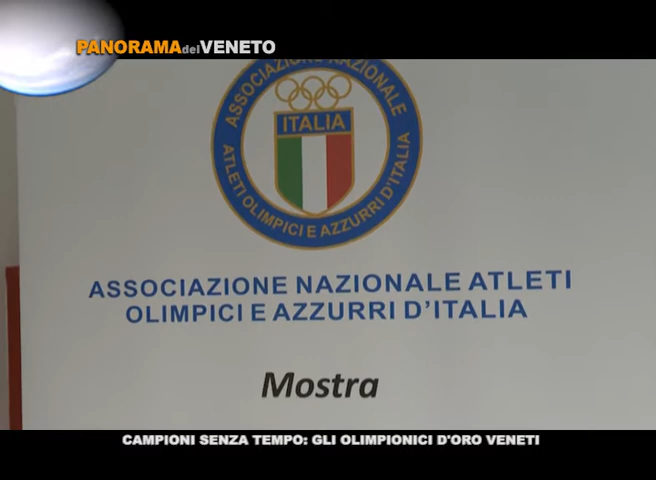 PANORAMAdelVENETO
ASSOCIAZIONE NAZIONALE
ITALIA
ATLETI OLIMPICI E AZZURRI D'ITALIA
ASSOCIAZIONE NAZIONALE ATLETI
OLIMPICI E AZZURRI D'ITALIA
Mostra
CAMPIONI SENZA TEMPO: GLI OLIMPIONICI D'ORO VENETI